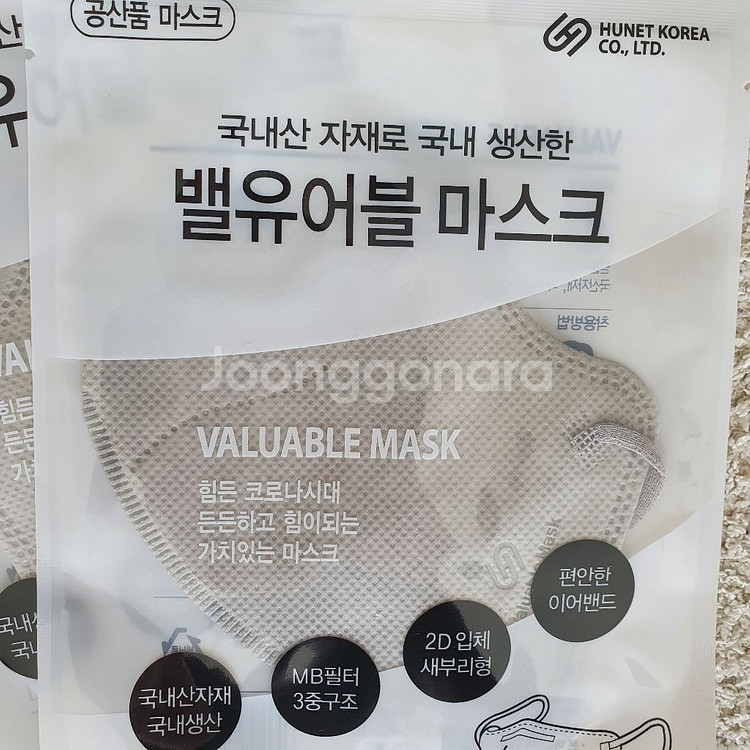 공산품 마스크
HUNET KOREA
CO., LTD.
국내산 자재로 국내 생산한
밸유어블 마스크
착용방법
Joonggonara
VALUABLE MASK
힘든 코로나시대
든든하고 힘이되는
가치있는 마스크
편안한
이어밴드
2D 입체
새부리형
MB필터
3중구조
국내산자재
국내생산